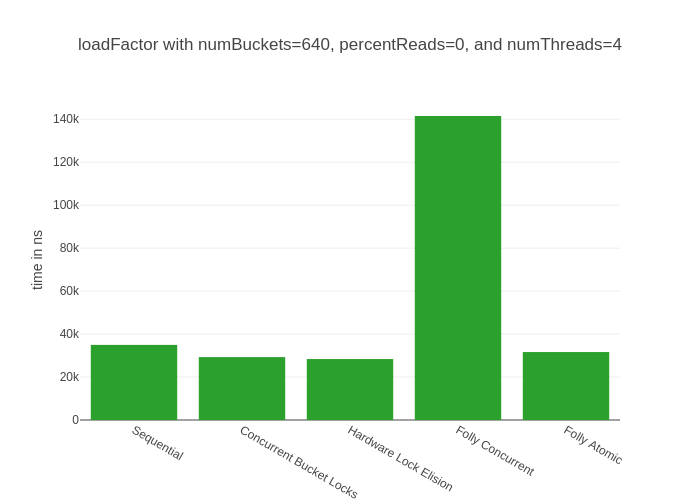 loadFactor with numBuckets=640, percentReads=0, and numThreads=4
140k
120k
100k
80k
60k
40k
20k
0
time in ns
Sequential
Concurrent Bucket Locks
Hardware Lock Elision
Folly Concurrent
Folly Atomic